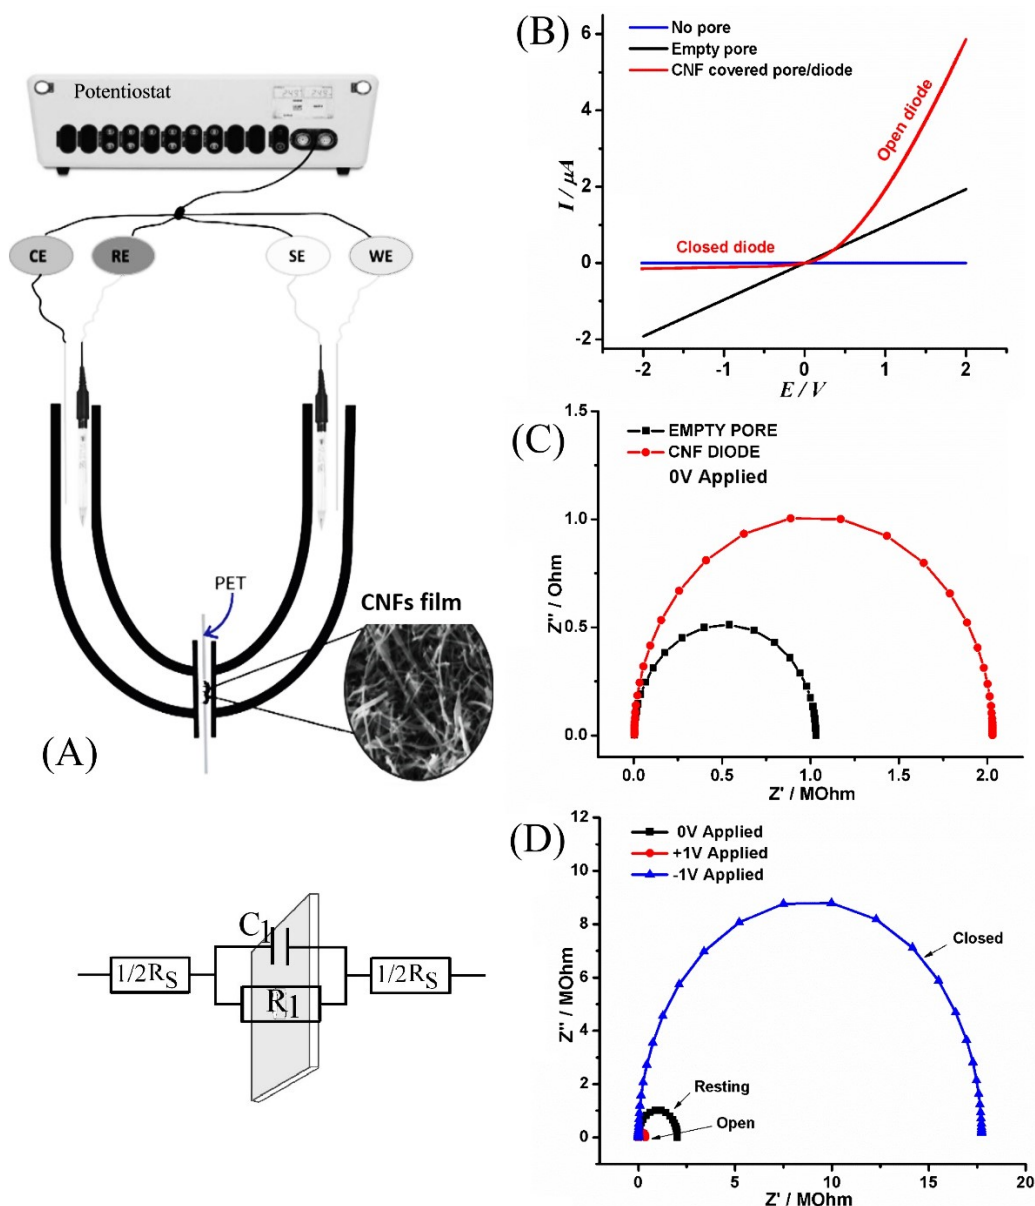 Potentiostat
CE
RE
SE
WE
PET
CNFs film
(A)
C1
1/2RS
R1
1/2RS
(B)
No pore
Empty pore
CNF covered pore/diode
Open diode
Closed diode
I / µA
6
4
2
0
-2
-2
-1
0
1
2
E / V
(C)
EMPTY PORE
CNF DIODE
0V Applied
Z'' / Ohm
1.5
1.0
0.5
0.0
0.0
0.5
1.0
1.5
2.0
Z' / MOhm
(D)
0V Applied
+1V Applied
-1V Applied
Closed
Resting
Open
Z'' / MOhm
12
10
8
6
4
2
0
0
5
10
15
20
Z' / MOhm